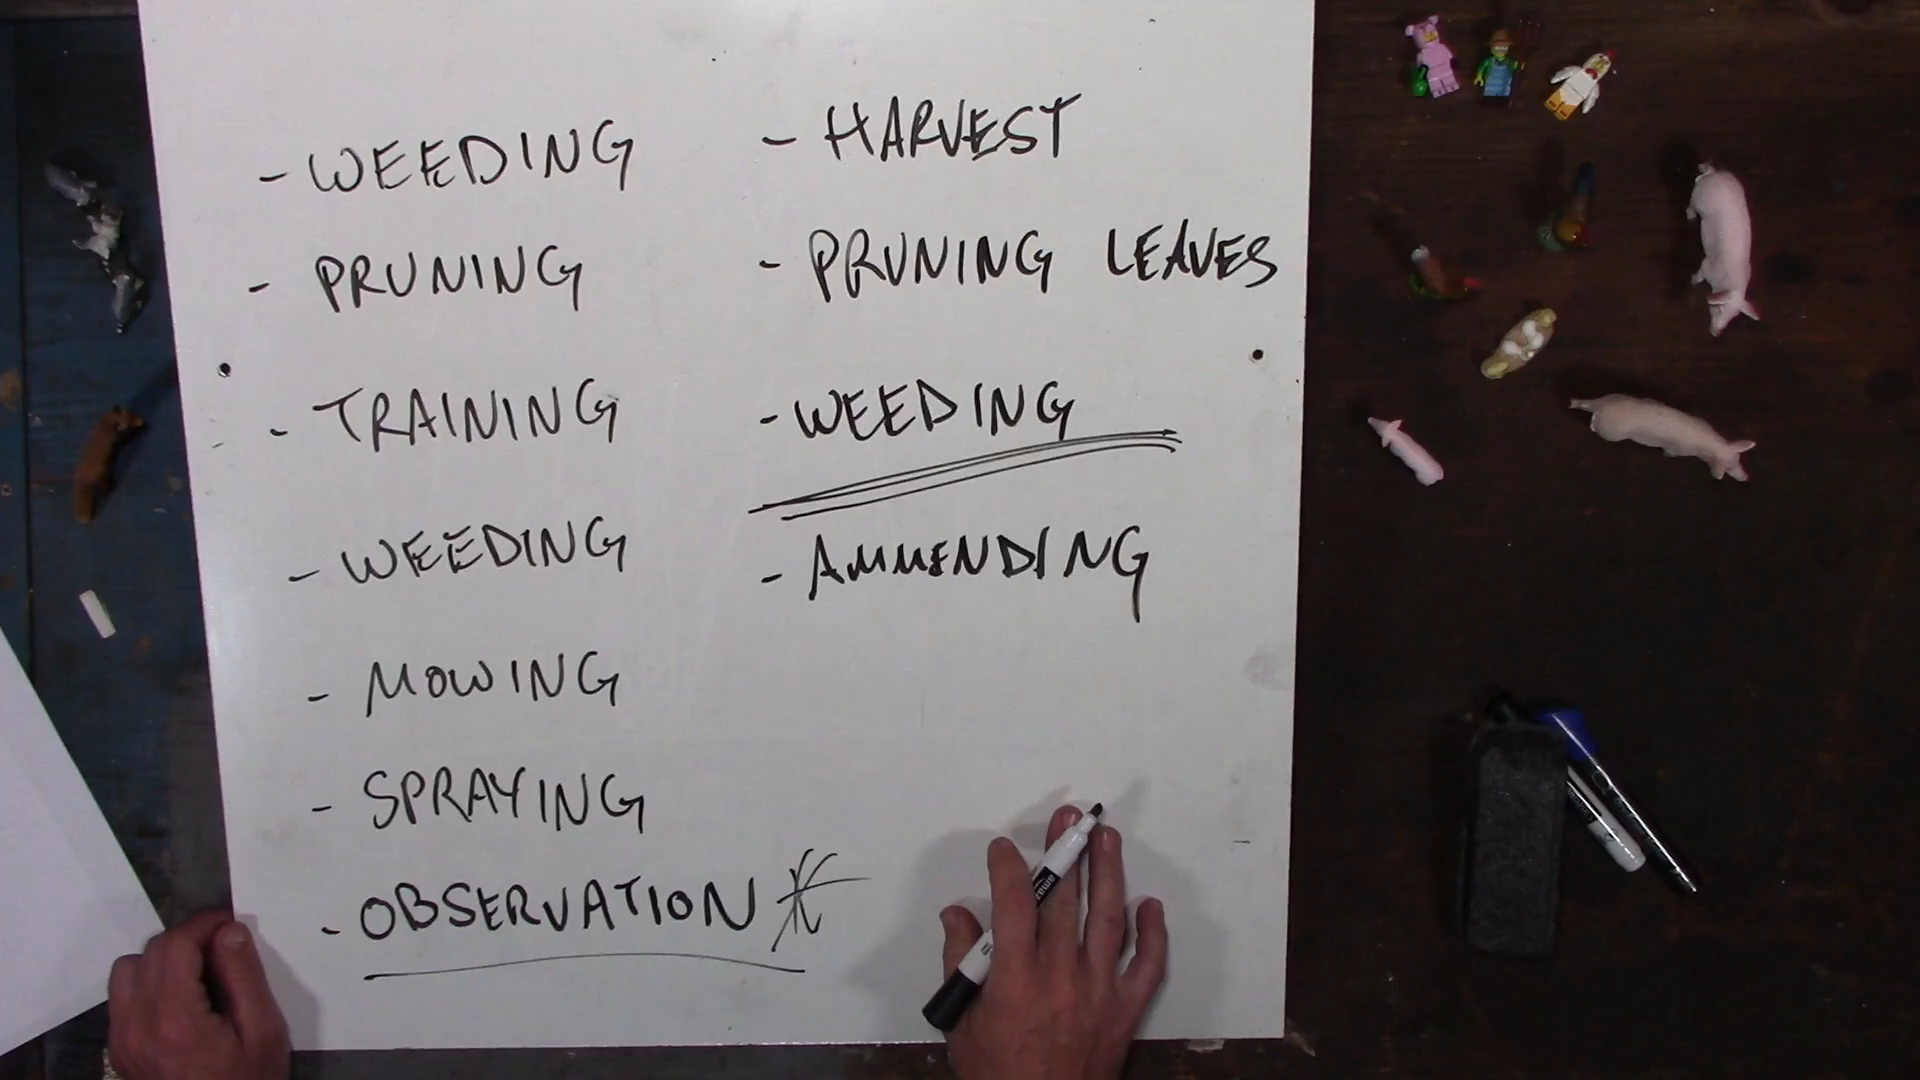 - WEEDING
- PRUNING
- TRAINING
- WEEDING
- MOWING
- SPRAYING
- OBSERVATION *
- HARVEST
- PRUNING LEAVES
- WEEDING
- AMMENDING